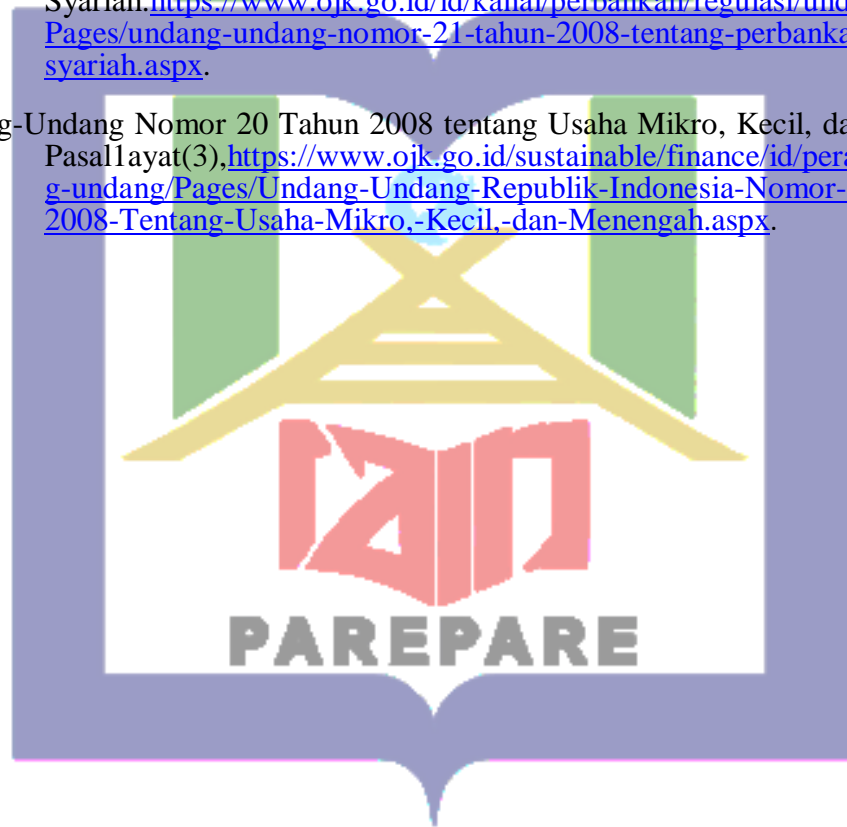 Syariah.https://www.ojk.go.id/id/kanal/perbankan/regulasi/und
Pages/undang-undang-nomor-21-tahun-2008-tentang-perbanka
syariah.aspx.
g-Undang Nomor 20 Tahun 2008 tentang Usaha Mikro, Kecil, da
Pasal1ayat(3),https://www.ojk.go.id/sustainable/finance/id/pera
g-undang/Pages/Undang-Undang-Republik-Indonesia-Nomor-
2008-Tentang-Usaha-Mikro,-Kecil,-dan-Menengah.aspx.
iain
PAREPARE